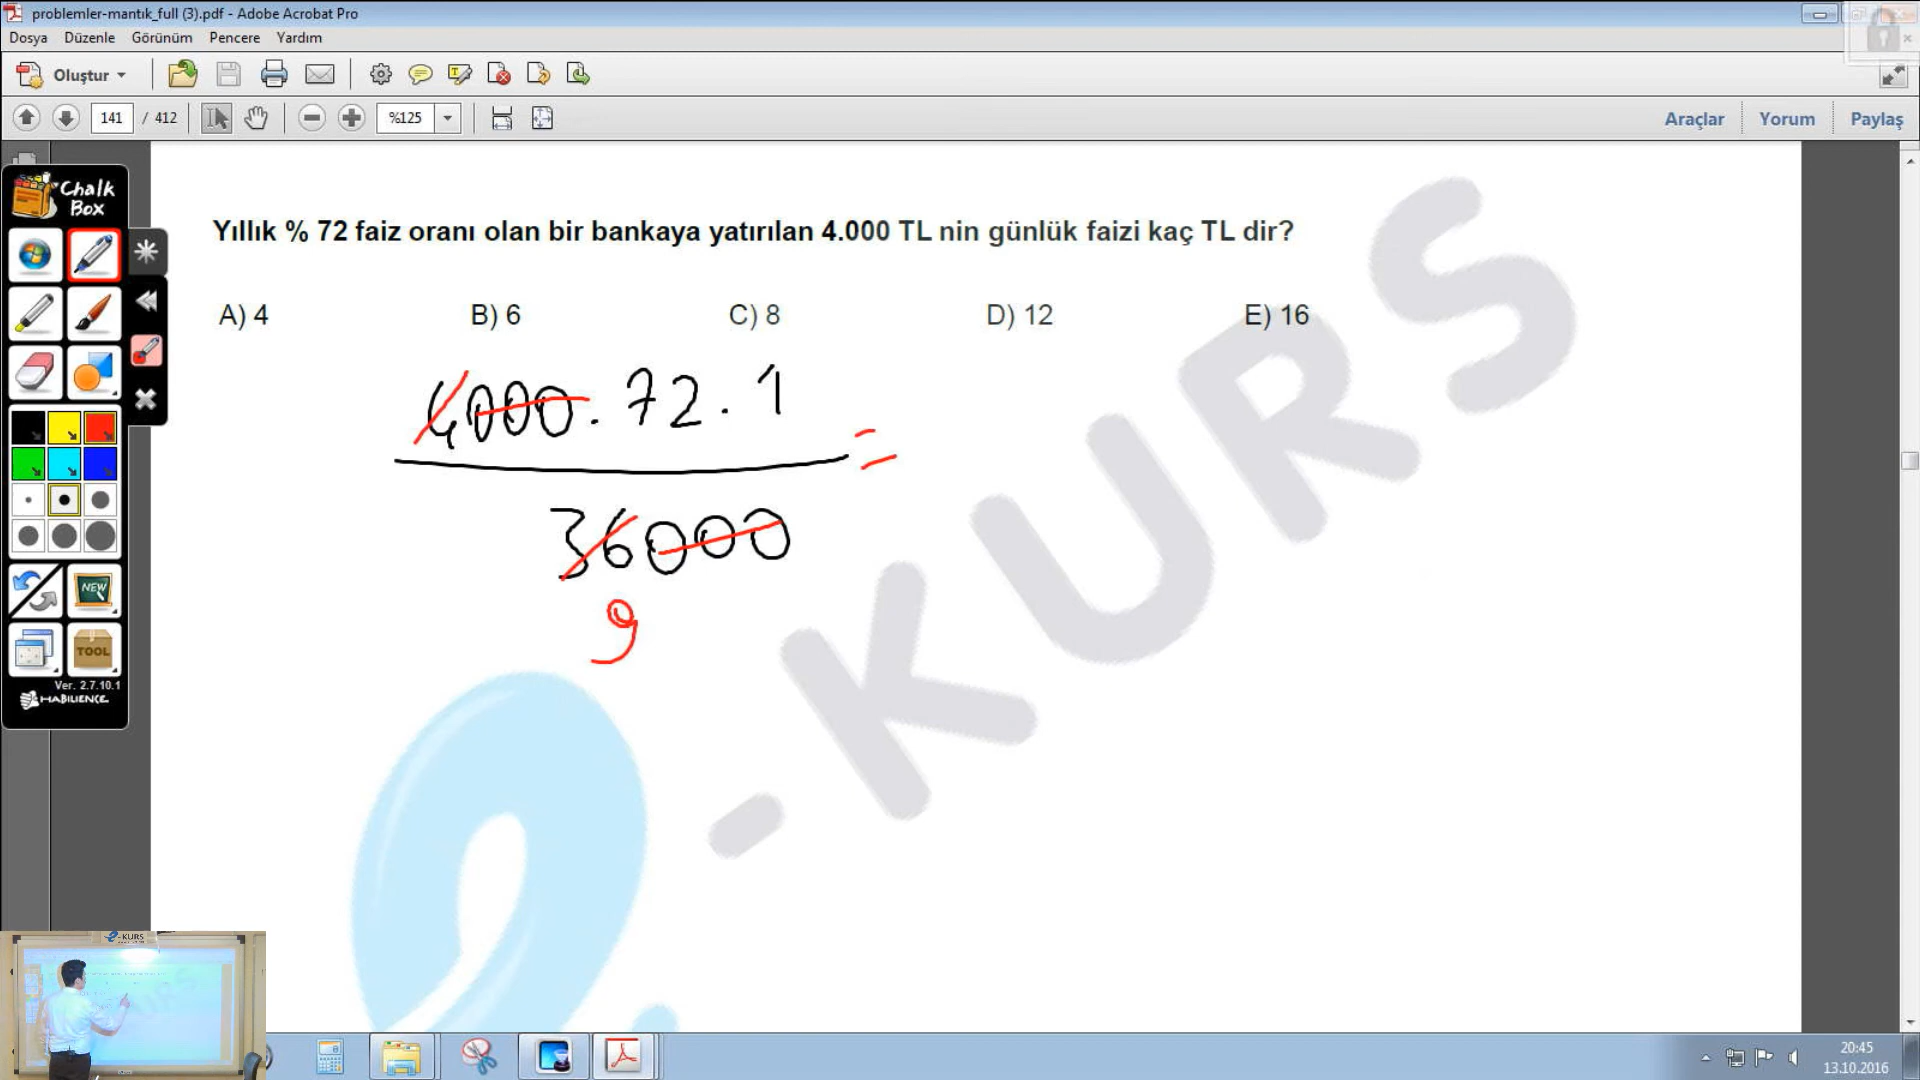 problemler-mantık_full (3).pdf - Adobe Acrobat Pro
Dosya Düzenle Görünüm Pencere Yardım
Oluştur
141 / 412 %125 Araçlar Yorum Paylaş
Chalk Box
Yıllık % 72 faiz oranı olan bir bankaya yatırılan 4.000 TL nin günlük faizi kaç TL dir?
A) 4 B) 6 C) 8 D) 12 E) 16
4000 . 72 . 1 =
36000
9
NEW
TOOL
Ver. 2.7.10.1
HABILIENCE
e-KURS
e-KURS
20:45
13.10.2016